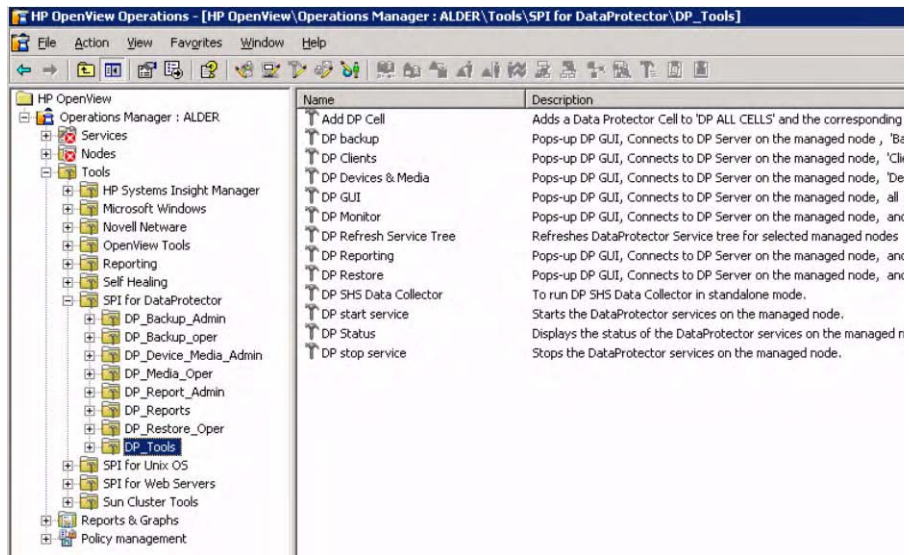 HP OpenView Operations - [HP OpenView\Operations Manager : ALDER\Tools\SPI for DataProtector\DP_Tools]
File Action View Favorites Window Help
HP OpenView
Operations Manager : ALDER
Services
Nodes
Tools
HP Systems Insight Manager
Microsoft Windows
Novell Netware
OpenView Tools
Reporting
Self Healing
SPI for DataProtector
DP_Backup_Admin
DP_Backup_oper
DP_Device_Media_Admin
DP_Media_Oper
DP_Report_Admin
DP_Reports
DP_Restore_Oper
DP_Tools
SPI for Unix OS
SPI for Web Servers
Sun Cluster Tools
Reports & Graphs
Policy management
Name Description
Add DP Cell Adds a Data Protector Cell to 'DP ALL CELLS' and the corresponding
DP backup Pops-up DP GUI, Connects to DP Server on the managed node , 'Ba
DP Clients Pops-up DP GUI, Connects to DP Server on the managed node, 'Clie
DP Devices & Media Pops-up DP GUI, Connects to DP Server on the managed node, 'De
DP GUI Pops-up DP GUI, Connects to DP Server on the managed node, all
DP Monitor Pops-up DP GUI, Connects to DP Server on the managed node, and
DP Refresh Service Tree Refreshes DataProtector Service tree for selected managed nodes
DP Reporting Pops-up DP GUI, Connects to DP Server on the managed node, and
DP Restore Pops-up DP GUI, Connects to DP Server on the managed node, and
DP SHS Data Collector To run DP SHS Data Collector in standalone mode.
DP start service Starts the DataProtector services on the managed node.
DP Status Displays the status of the DataProtector services on the managed n
DP stop service Stops the DataProtector services on the managed node.